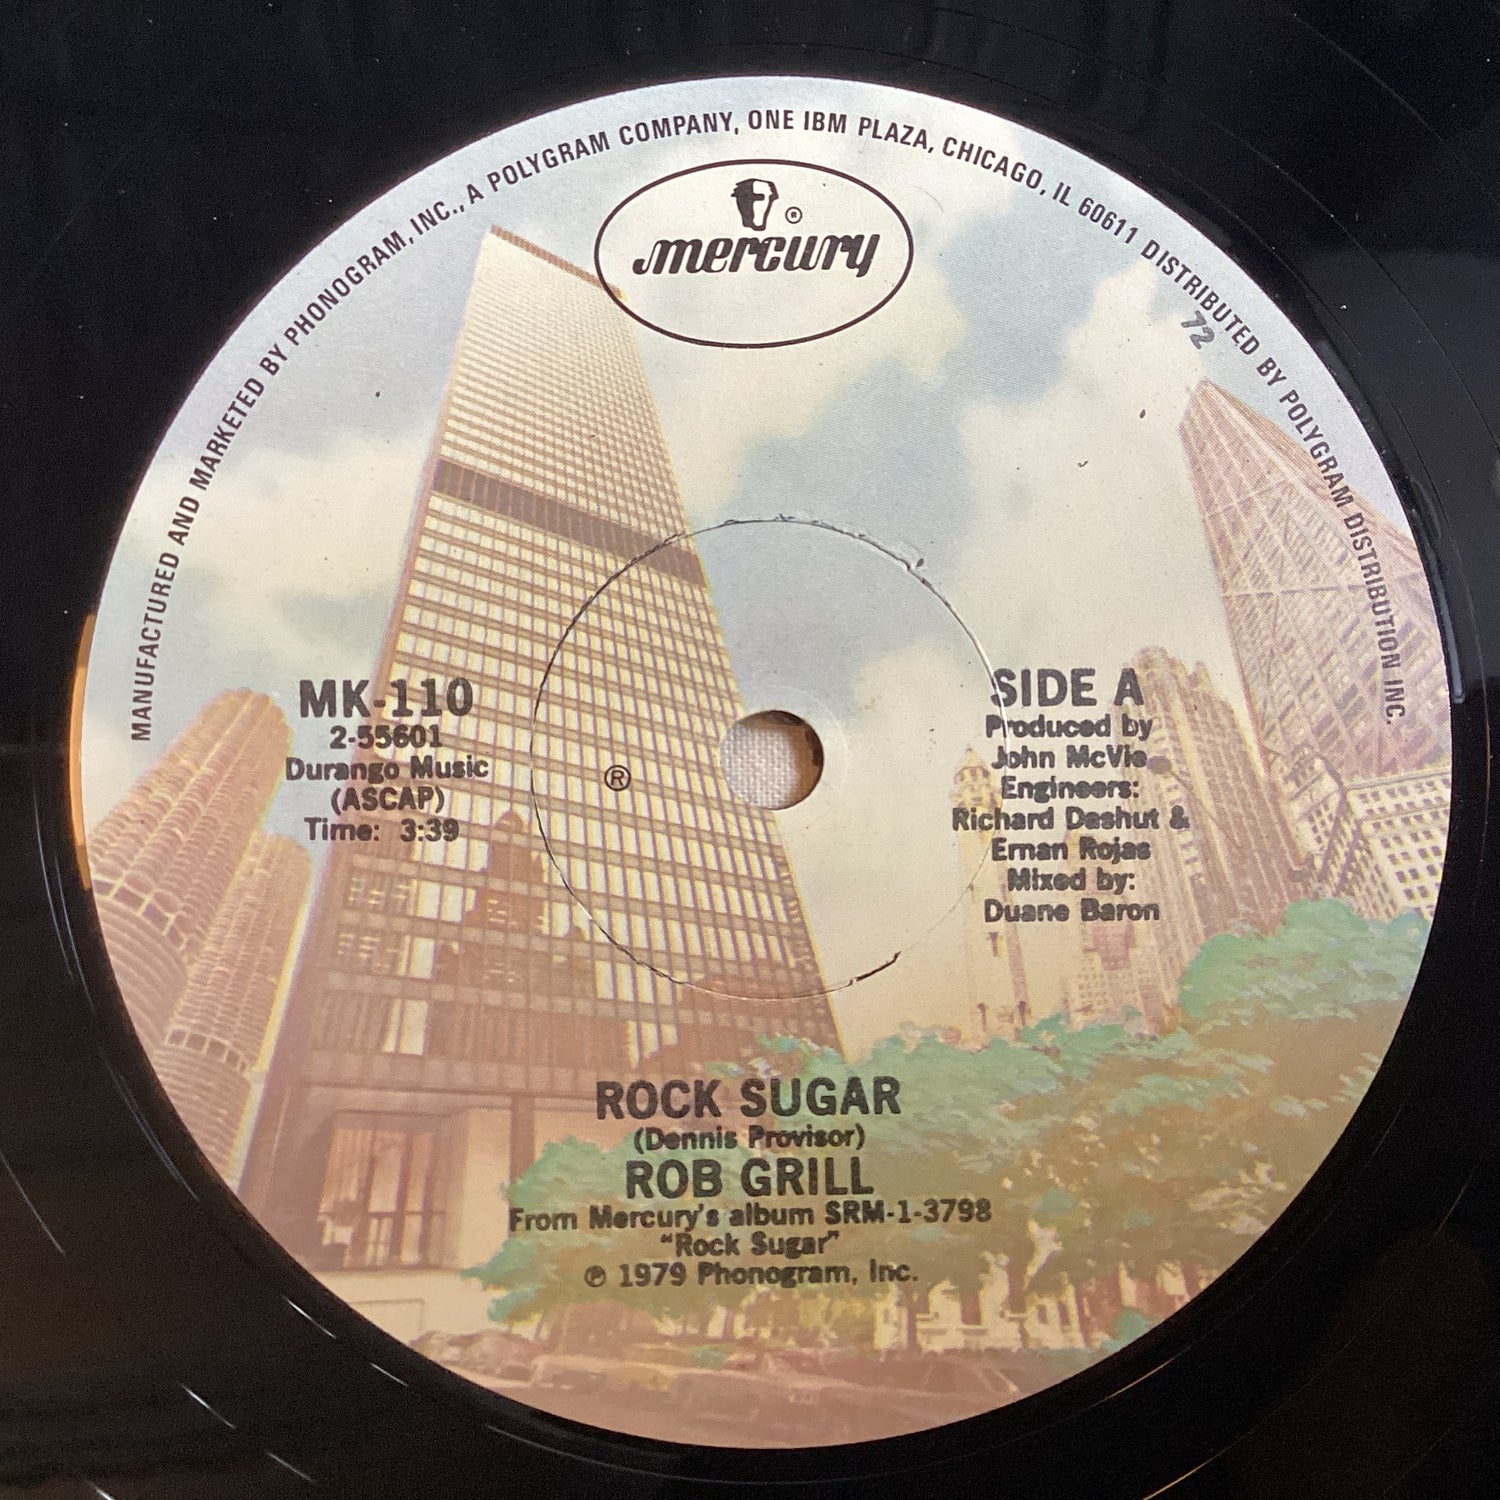 MANUFACTURED AND MARKETED BY PHONOGRAM, INC., A POLYGRAM COMPANY, ONE IBM PLAZA, CHICAGO, IL 60611 DISTRIBUTED BY POLYGRAM DISTRIBUTION INC.
®
mercury
72
MK-110
2-55601
Durango Music
(ASCAP)
Time: 3:39
®
SIDE A
Produced by
John McVie
Engineers:
Richard Dashut &
Ernan Rojas
Mixed by:
Duane Baron
ROCK SUGAR
(Dennis Provisor)
ROB GRILL
From Mercury's album SRM-1-3798
"Rock Sugar"
℗ 1979 Phonogram, Inc.